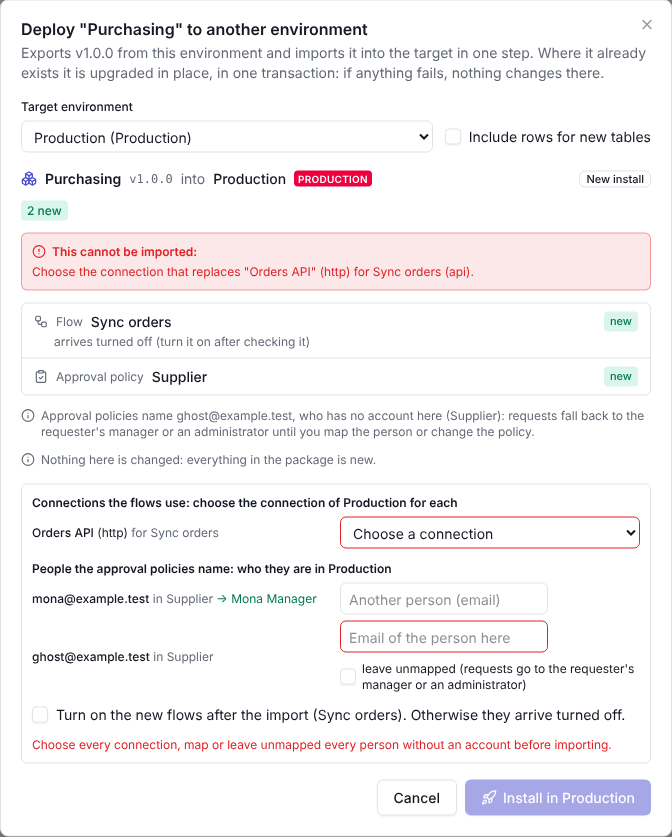 Deploy "Purchasing" to another environment
Exports v1.0.0 from this environment and imports it into the target in one step. Where it already
exists it is upgraded in place, in one transaction: if anything fails, nothing changes there.
Target environment
Production (Production)
Include rows for new tables
Purchasing v1.0.0 into Production PRODUCTION
New install
2 new
This cannot be imported:
Choose the connection that replaces "Orders API" (http) for Sync orders (api).
Flow Sync orders
new
arrives turned off (turn it on after checking it)
Approval policy Supplier
new
Approval policies name ghost@example.test, who has no account here (Supplier): requests fall back to the
requester's manager or an administrator until you map the person or change the policy.
Nothing here is changed: everything in the package is new.
Connections the flows use: choose the connection of Production for each
Orders API (http) for Sync orders
Choose a connection
People the approval policies name: who they are in Production
mona@example.test in Supplier → Mona Manager
Another person (email)
Email of the person here
ghost@example.test in Supplier
leave unmapped (requests go to the requester's
manager or an administrator)
Turn on the new flows after the import (Sync orders). Otherwise they arrive turned off.
Choose every connection, map or leave unmapped every person without an account before importing.
Cancel
Install in Production